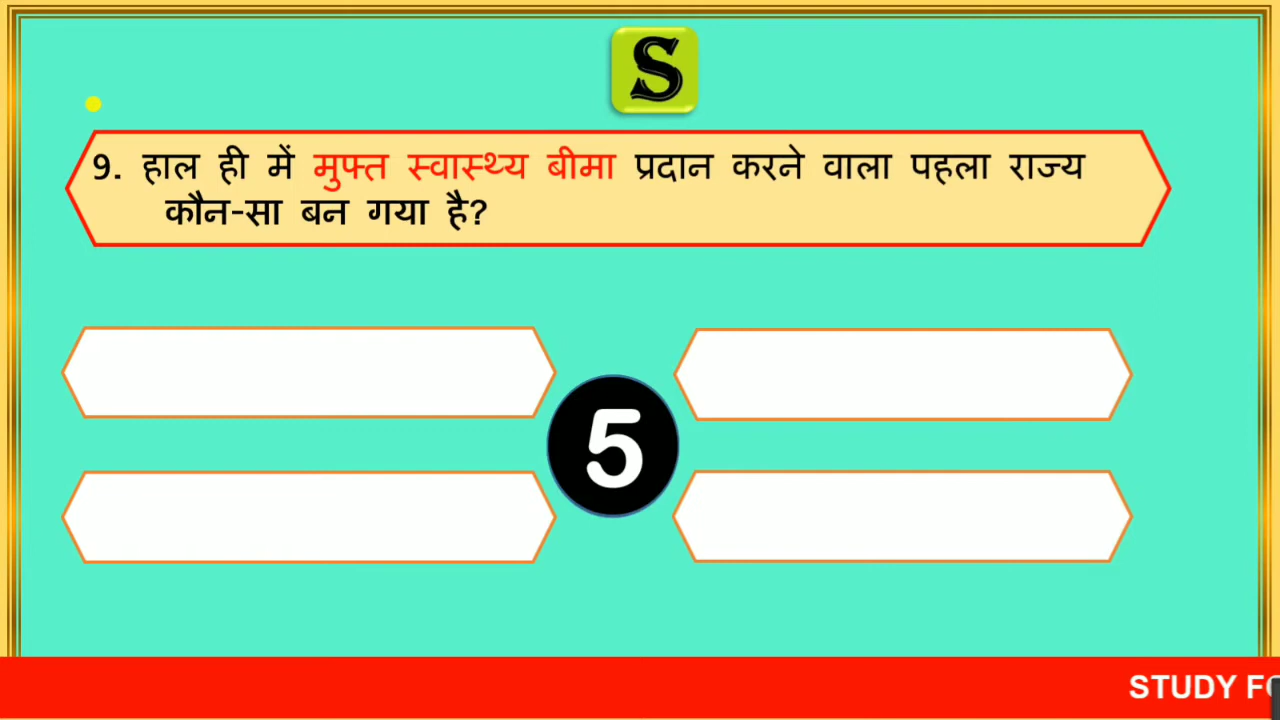 S
9. हाल ही में मुफ्त स्वास्थ्य बीमा प्रदान करने वाला पहला राज्य
कौन-सा बन गया है?
5
STUDY